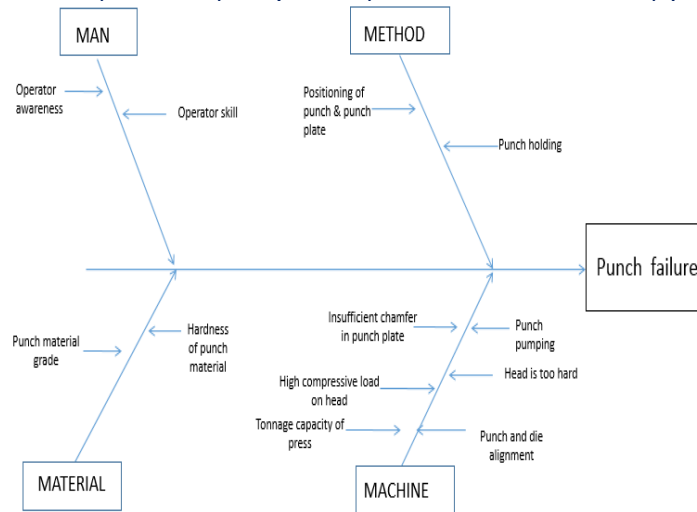 MAN
METHOD
Operator
awareness
Operator skill
Positioning of
punch & punch
plate
Punch holding
Punch failure
Punch material
grade
Hardness
of punch
material
Insufficient chamfer
in punch plate
Punch
pumping
High compressive load
on head
Head is too hard
Tonnage capacity of
press
Punch and die
alignment
MATERIAL
MACHINE